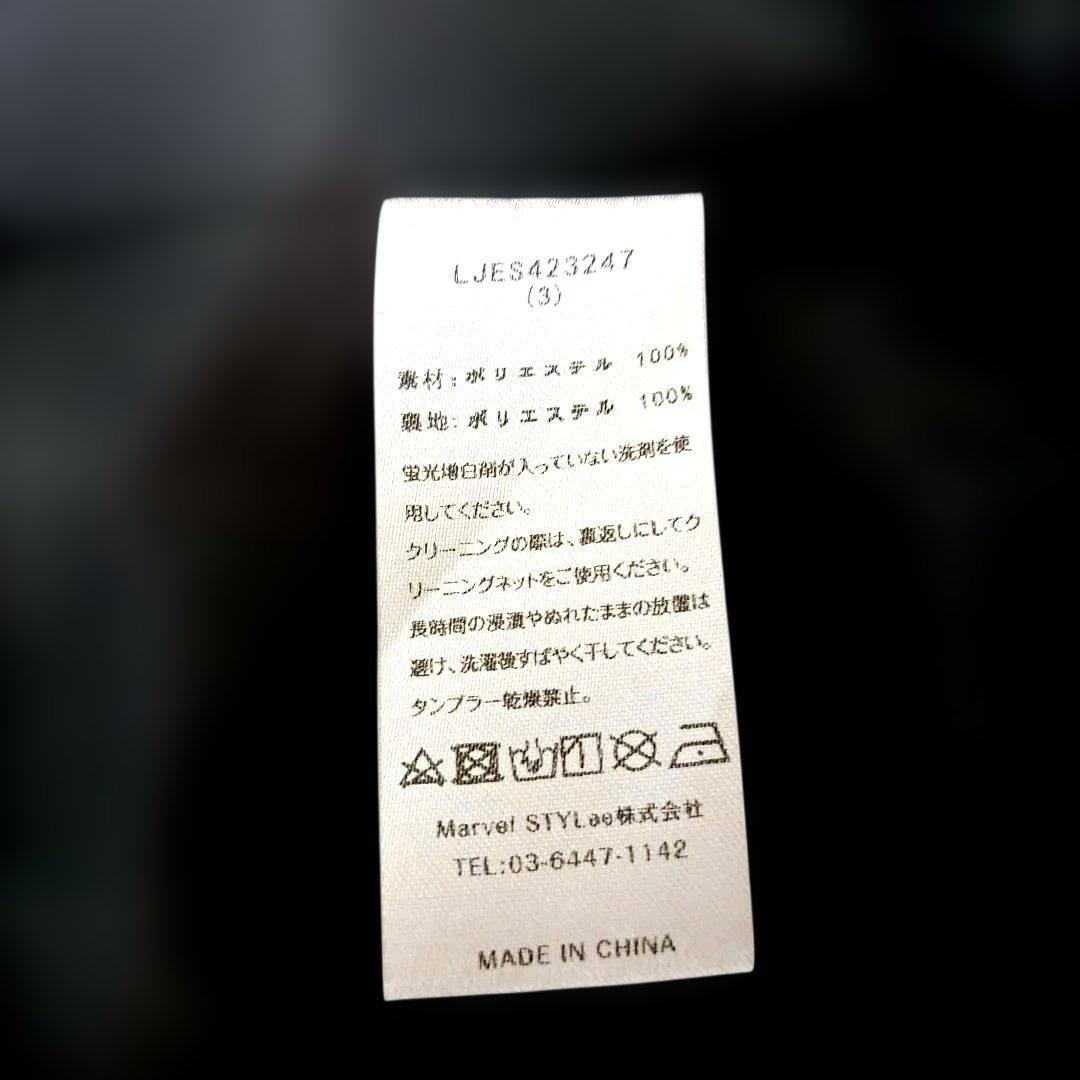 LJES423247
(3)
素材:ポリエステル 100%
裏地:ポリエステル 100%
蛍光増白剤が入っていない洗剤を使
用してください。
クリーニングの際は、裏返しにしてク
リーニングネットをご使用ください。
長時間の浸漬やぬれたままの放置は
避け、洗濯後すばやく干してください。
タンブラー乾燥禁止。
Marvel STYLee株式会社
TEL:03-6447-1142
MADE IN CHINA